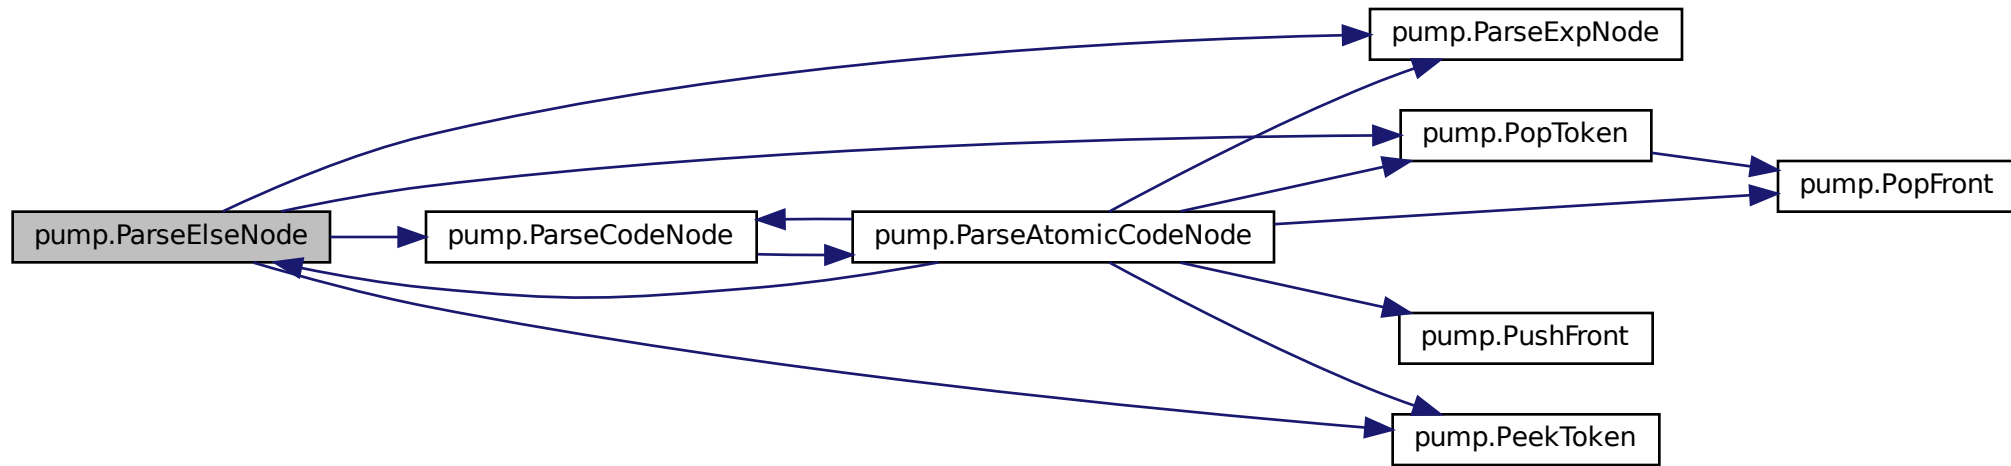 pump.ParseExpNode
pump.PopToken
pump.PopFront
pump.ParseElseNode
pump.ParseCodeNode
pump.ParseAtomicCodeNode
pump.PushFront
pump.PeekToken